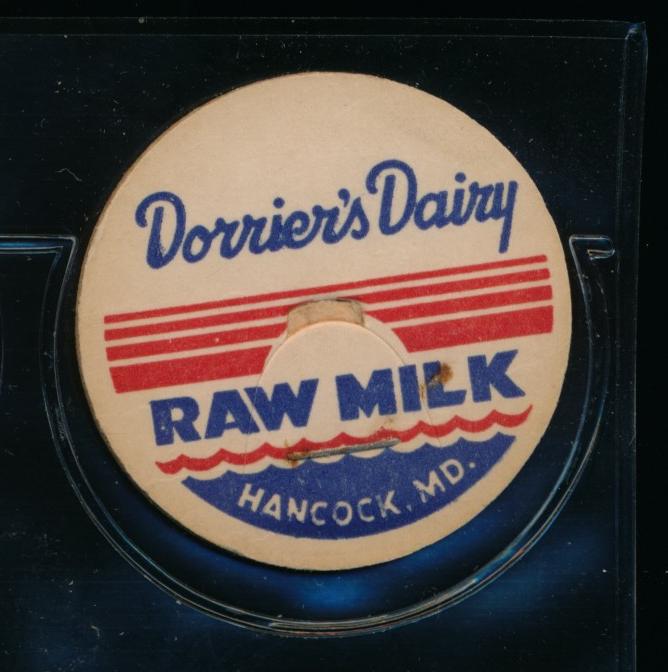 Dorrier's Dairy
RAW MILK
HANCOCK, MD.